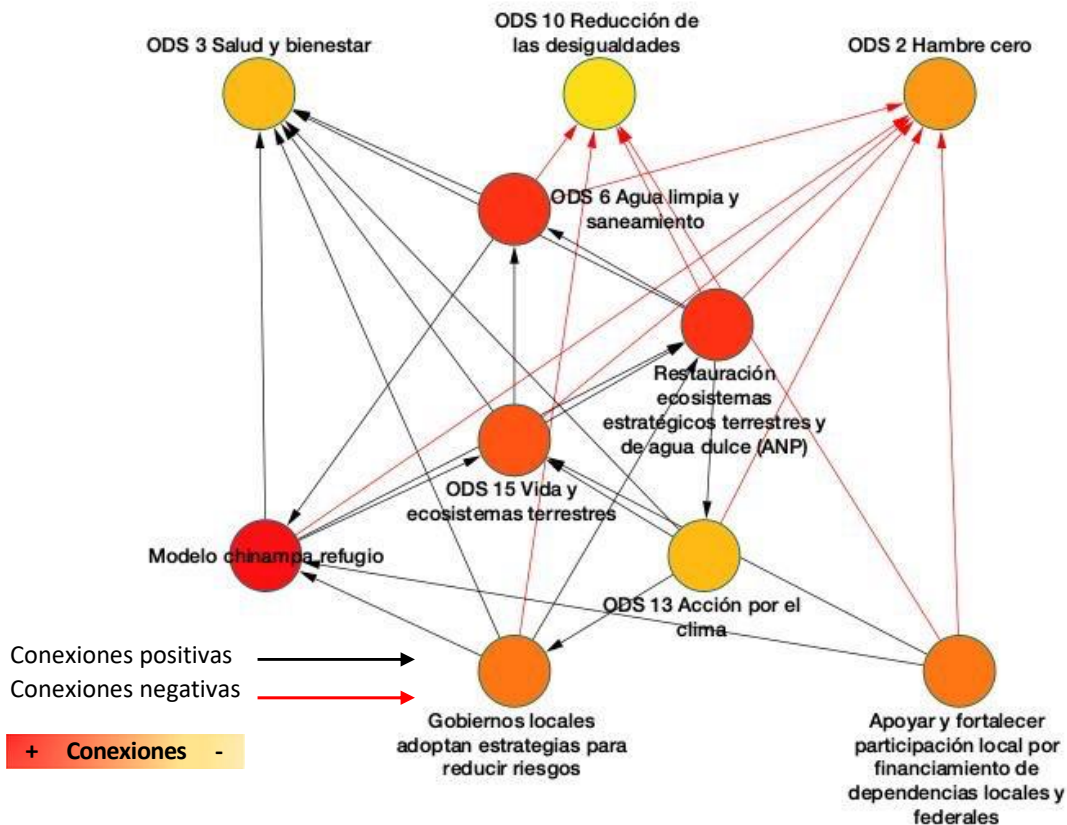 ODS 3 Salud y bienestar
ODS 10 Reducción de
las desigualdades
ODS 2 Hambre cero
ODS 6 Agua limpia y
saneamiento
Restauración
ecosistemas
estratégicos terrestres y
de agua dulce (ANP)
ODS 15 Vida y
ecosistemas terrestres
Modelo chinampa refugio
ODS 13 Acción por el
clima
Conexiones positivas
Conexiones negativas
+ Conexiones -
Gobiernos locales
adoptan estrategias para
reducir riesgos
Apoyar y fortalecer
participación local por
financiamiento de
dependencias locales y
federales